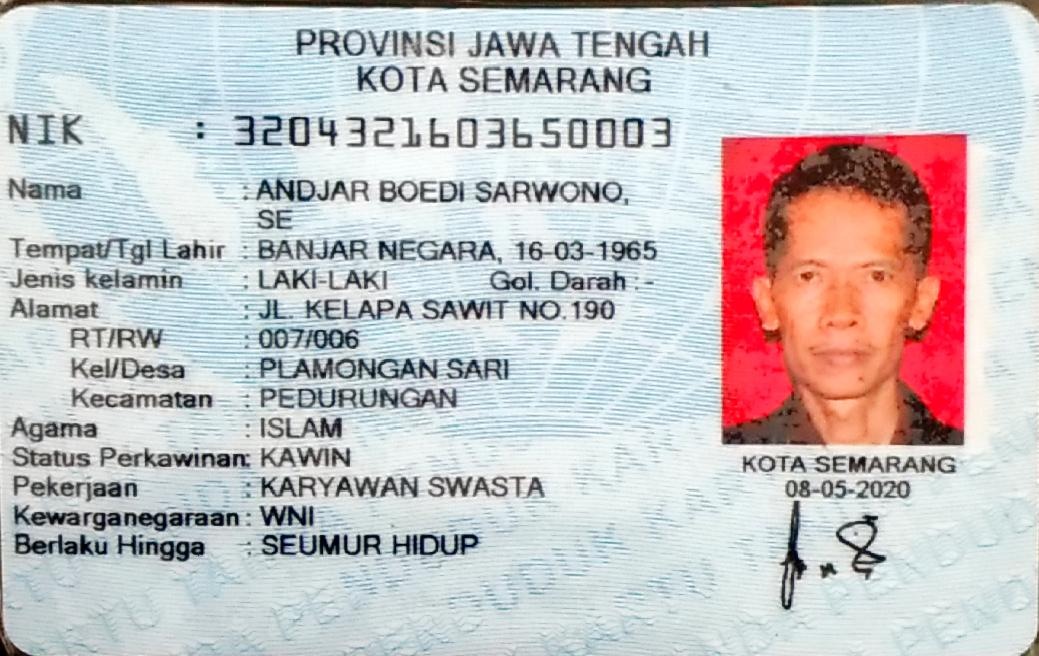 PROVINSI JAWA TENGAH
KOTA SEMARANG
NIK : 3204321603650003
Nama : ANDJAR BOEDI SARWONO,
SE
Tempat/Tgl Lahir : BANJAR NEGARA, 16-03-1965
Jenis kelamin : LAKI-LAKI Gol. Darah : -
Alamat : JL. KELAPA SAWIT NO.190
RT/RW : 007/006
Kel/Desa : PLAMONGAN SARI
Kecamatan : PEDURUNGAN
Agama : ISLAM
Status Perkawinan: KAWIN
Pekerjaan : KARYAWAN SWASTA
Kewarganegaraan : WNI
Berlaku Hingga : SEUMUR HIDUP
KOTA SEMARANG
08-05-2020